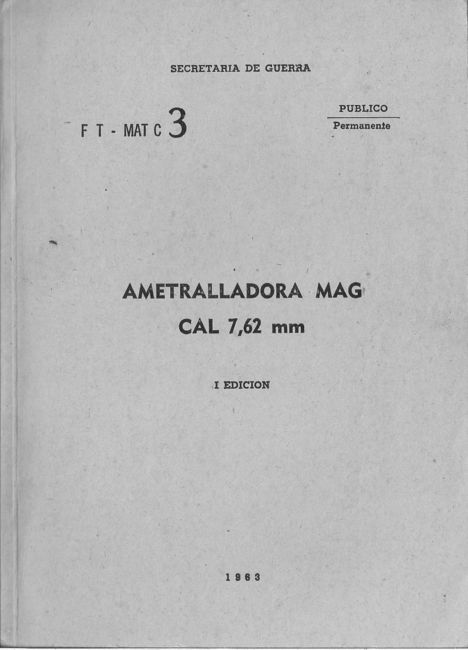 SECRETARIA DE GUERRA
F T - MAT C 3
PUBLICO
Permanente
AMETRALLADORA MAG
CAL 7,62 mm
I EDICION
1963